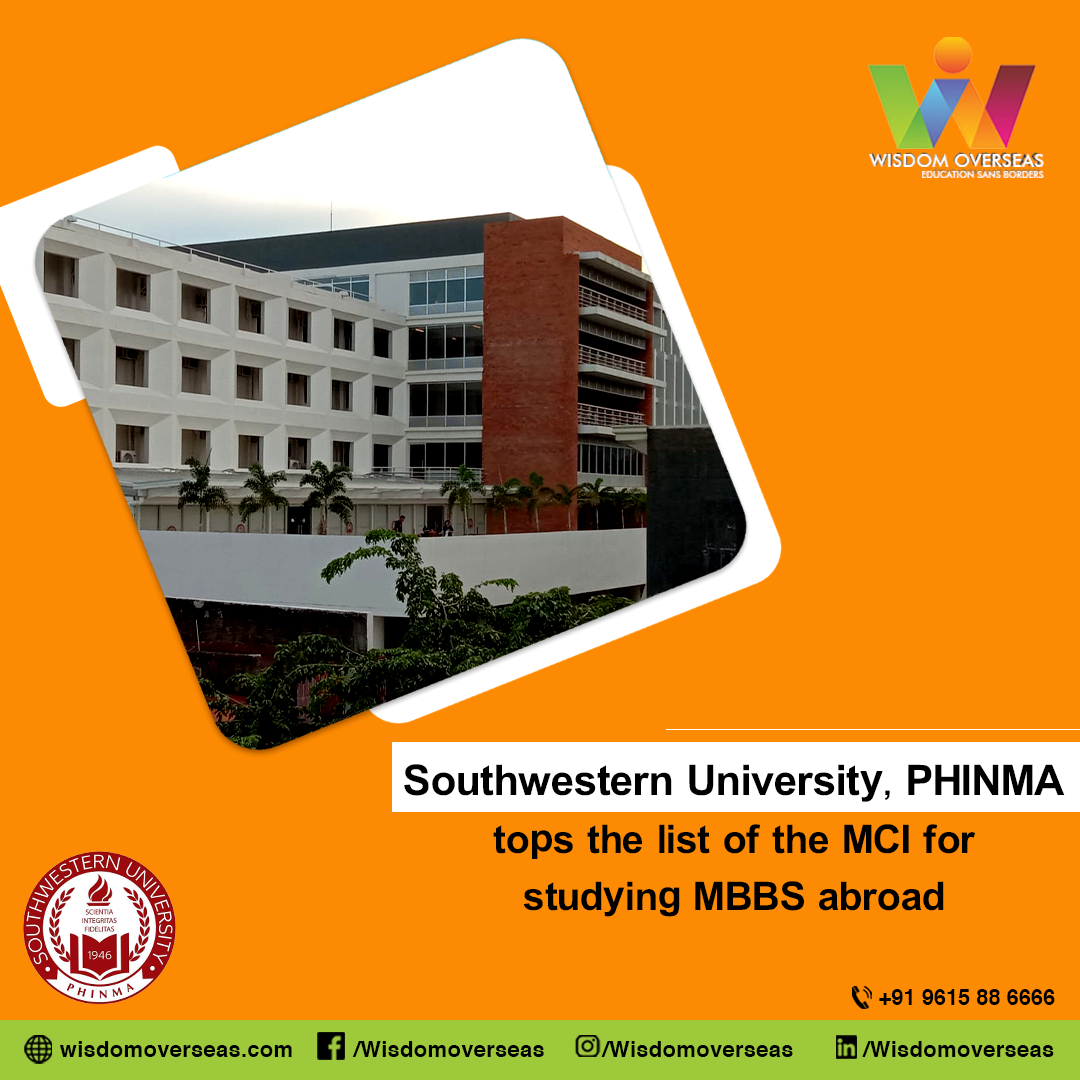 WISDOM OVERSEAS
EDUCATION SANS BORDERS
Southwestern University, PHINMA
tops the list of the MCI for
studying MBBS abroad
SOUTHWESTERN UNIVERSITY
SCIENTIA
INTEGRITAS
FIDELITAS
1946
PHINMA
+91 9615 88 6666
wisdomoverseas.com /Wisdomoverseas /Wisdomoverseas /Wisdomoverseas